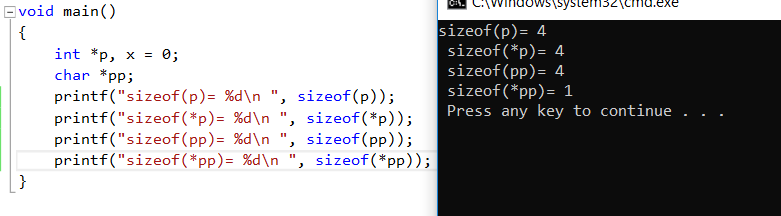 void main()
{
int *p, x = 0;
char *pp;
printf("sizeof(p)= %d\n ", sizeof(p));
printf("sizeof(*p)= %d\n ", sizeof(*p));
printf("sizeof(pp)= %d\n ", sizeof(pp));
printf("sizeof(*pp)= %d\n ", sizeof(*pp));
}
C:\Windows\system32\cmd.exe
sizeof(p)= 4
sizeof(*p)= 4
sizeof(pp)= 4
sizeof(*pp)= 1
Press any key to continue . . .